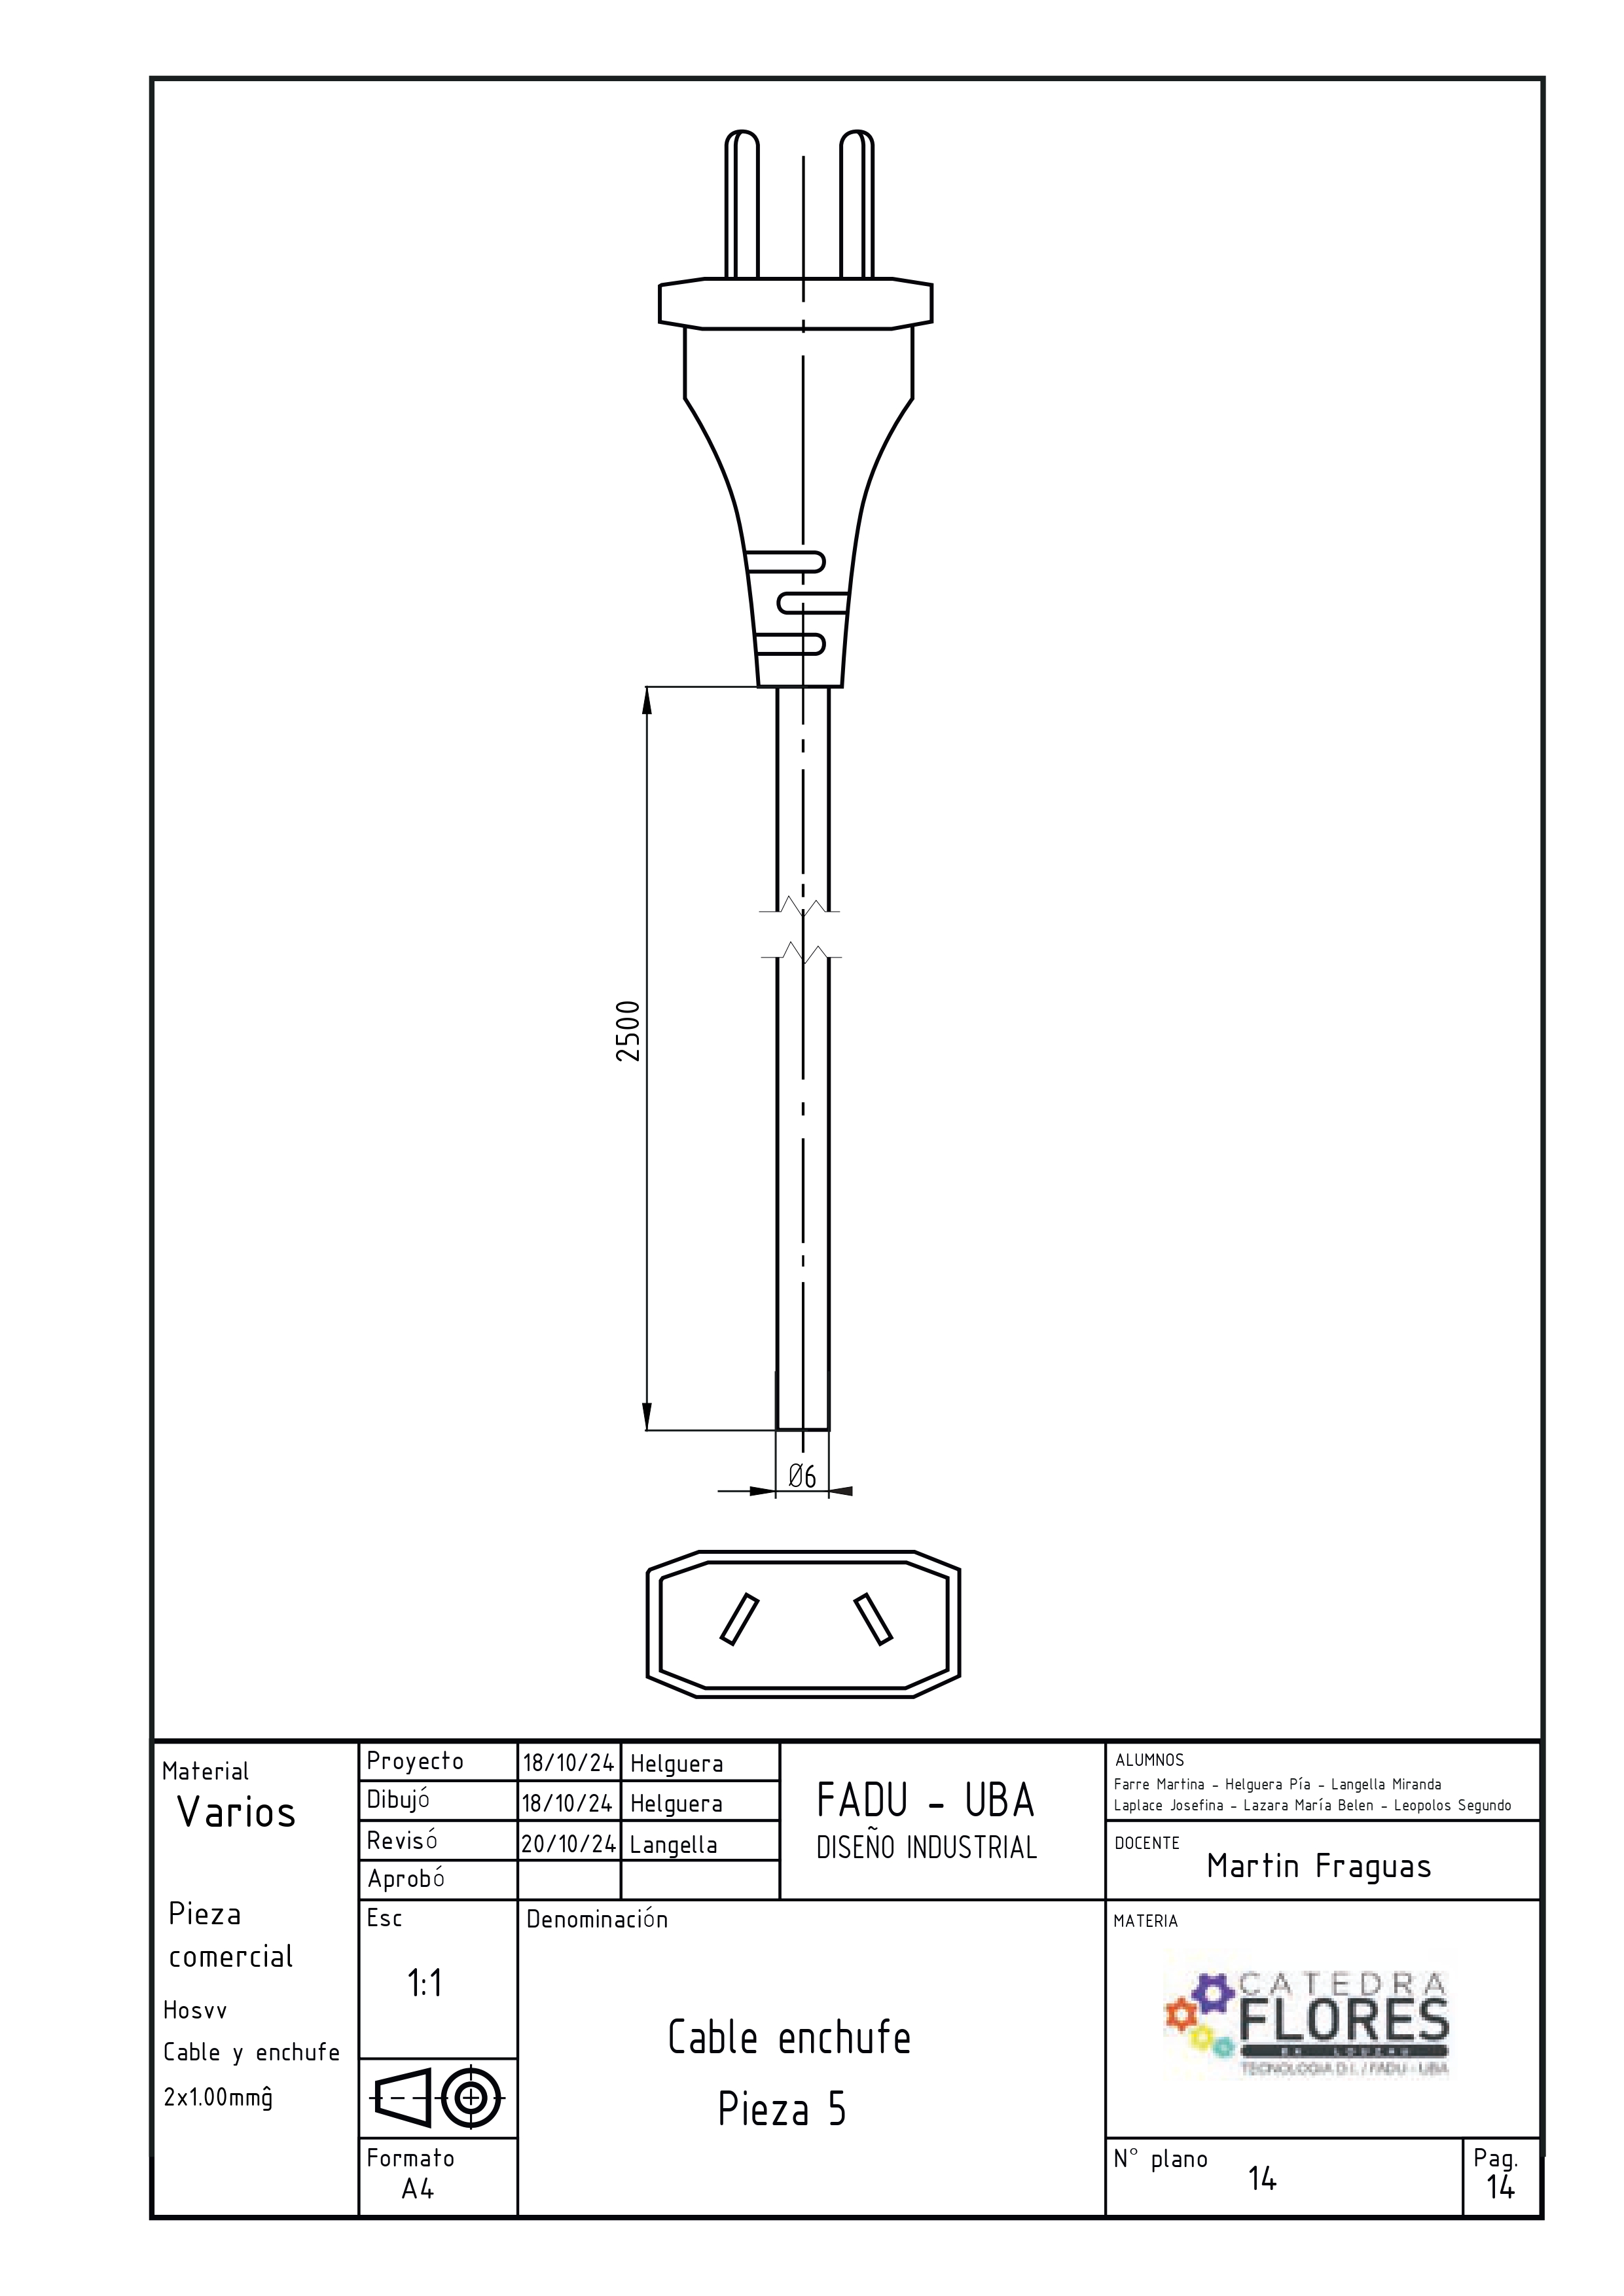 2500
Ø6
Material
Varios
Pieza
comercial
Hosvv
Cable y enchufe
2x1.00mmĝ
Proyecto 18/10/24 Helguera
Dibujó 18/10/24 Helguera
Revisó 20/10/24 Langella
Aprobó
Esc
1:1
Formato
A4
FADU - UBA
DISEÑO INDUSTRIAL
Denominación
Cable enchufe
Pieza 5
ALUMNOS
Farre Martina - Helguera Pía - Langella Miranda
Laplace Josefina - Lazara María Belen - Leopolos Segundo
DOCENTE
Martin Fraguas
MATERIA
CATEDRA
FLORES
TECNOLOGIA D.I. / FADU - UBA
N° plano 14
Pag.
14